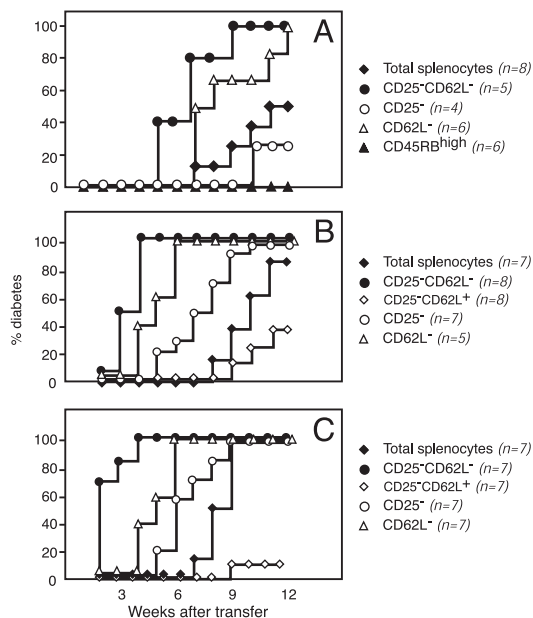 A
100
80
60
40
20
0
◆ Total splenocytes (n=8)
● CD25⁻CD62L⁻ (n=5)
○ CD25⁻ (n=4)
△ CD62L⁻ (n=6)
▲ CD45RBhigh (n=6)
B
% diabetes
100
80
60
40
20
0
◆ Total splenocytes (n=7)
● CD25⁻CD62L⁻ (n=8)
◇ CD25⁻CD62L⁺ (n=8)
○ CD25⁻ (n=7)
△ CD62L⁻ (n=5)
C
100
80
60
40
20
0
◆ Total splenocytes (n=7)
● CD25⁻CD62L⁻ (n=7)
◇ CD25⁻CD62L⁺ (n=7)
○ CD25⁻ (n=7)
△ CD62L⁻ (n=7)
3 6 9 12
Weeks after transfer